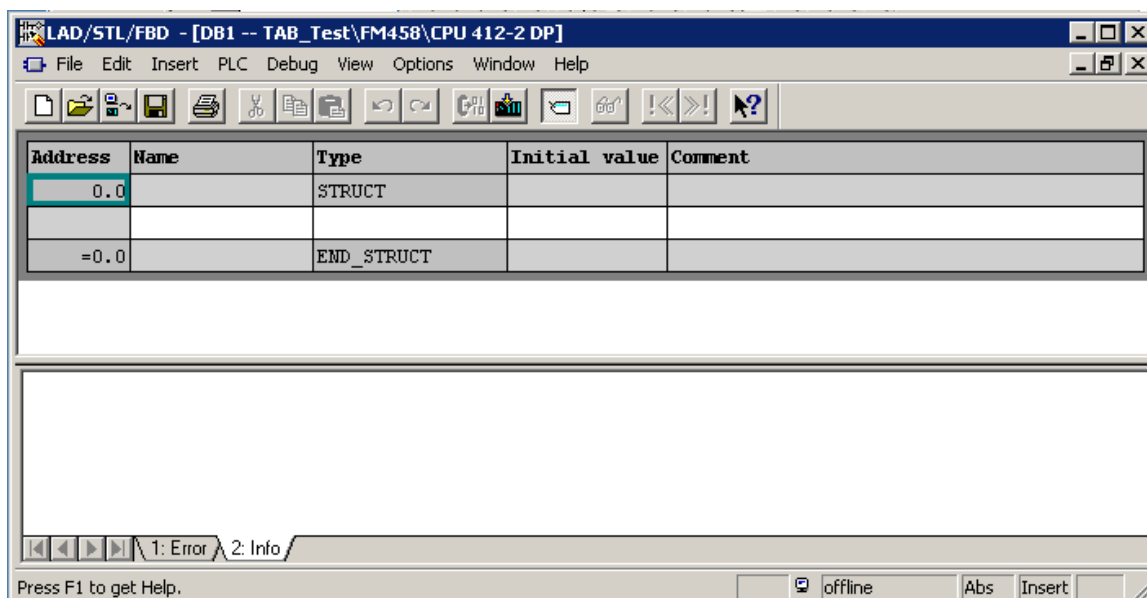 LAD/STL/FBD - [DB1 -- TAB_Test\FM458\CPU 412-2 DP]
File Edit Insert PLC Debug View Options Window Help
Address Name Type Initial value Comment
0.0 STRUCT
=0.0 END_STRUCT
1: Error 2: Info
Press F1 to get Help. offline Abs Insert